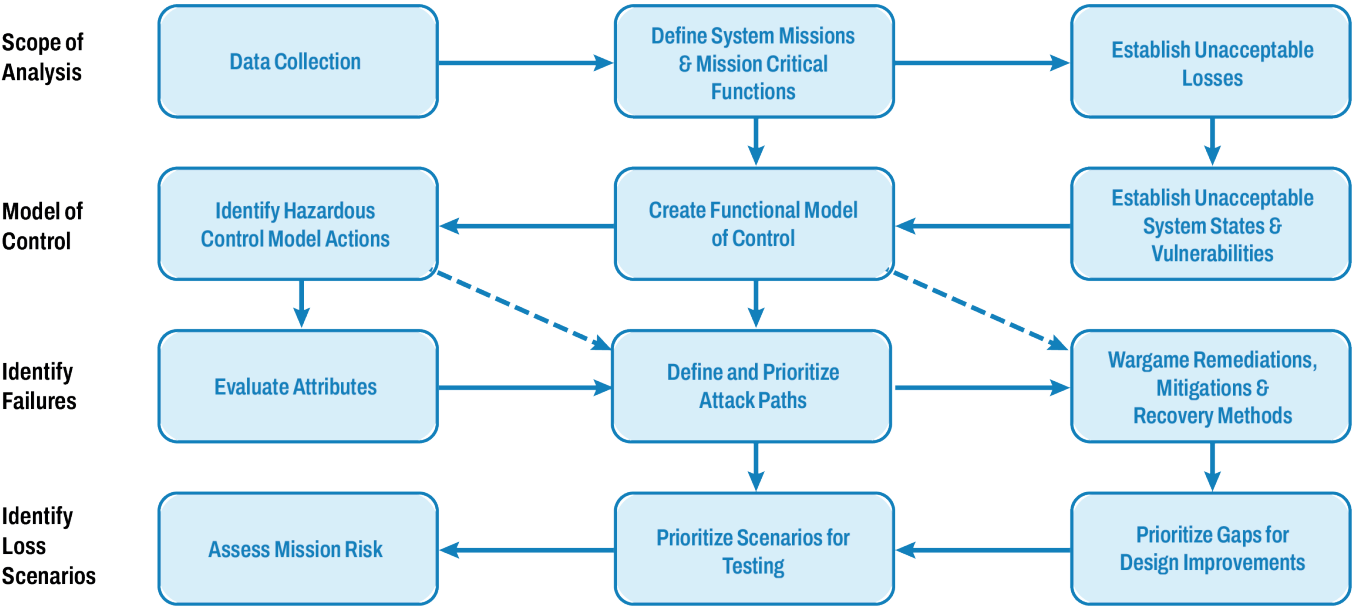 Scope of
Analysis
Data Collection
Define System Missions
& Mission Critical
Functions
Establish Unacceptable
Losses
Model of
Control
Identify Hazardous
Control Model Actions
Create Functional Model
of Control
Establish Unacceptable
System States &
Vulnerabilities
Identify
Failures
Evaluate Attributes
Define and Prioritize
Attack Paths
Wargame Remediations,
Mitigations &
Recovery Methods
Identify
Loss
Scenarios
Assess Mission Risk
Prioritize Scenarios for
Testing
Prioritize Gaps for
Design Improvements